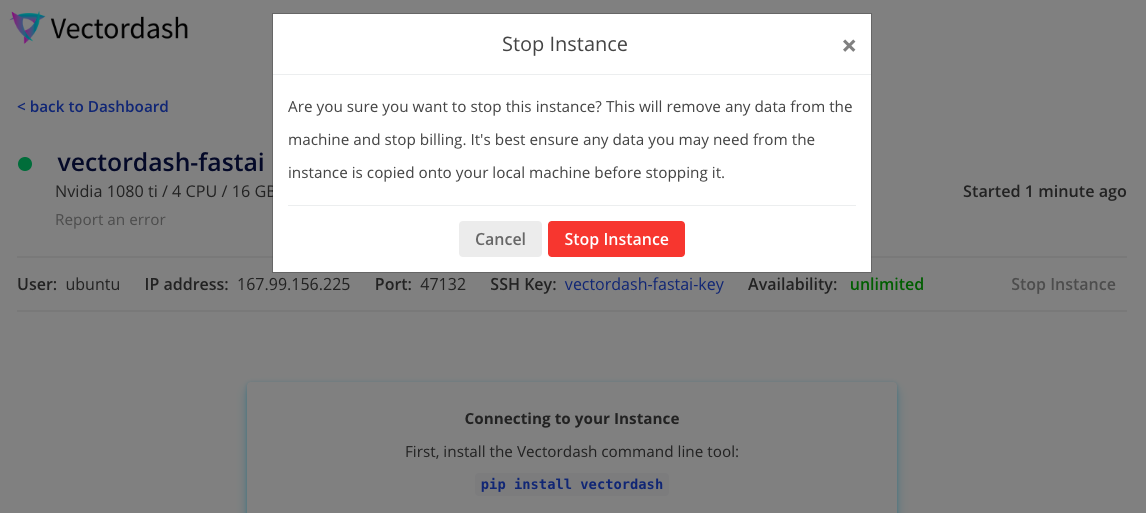 Vectordash
Stop Instance
×
< back to Dashboard
Are you sure you want to stop this instance? This will remove any data from the
machine and stop billing. It's best ensure any data you may need from the
instance is copied onto your local machine before stopping it.
vectordash-fastai
Nvidia 1080 ti / 4 CPU / 16 GB
Started 1 minute ago
Report an error
Cancel
Stop Instance
User: ubuntu IP address: 167.99.156.225 Port: 47132 SSH Key: vectordash-fastai-key Availability: unlimited Stop Instance
Connecting to your Instance
First, install the Vectordash command line tool:
pip install vectordash